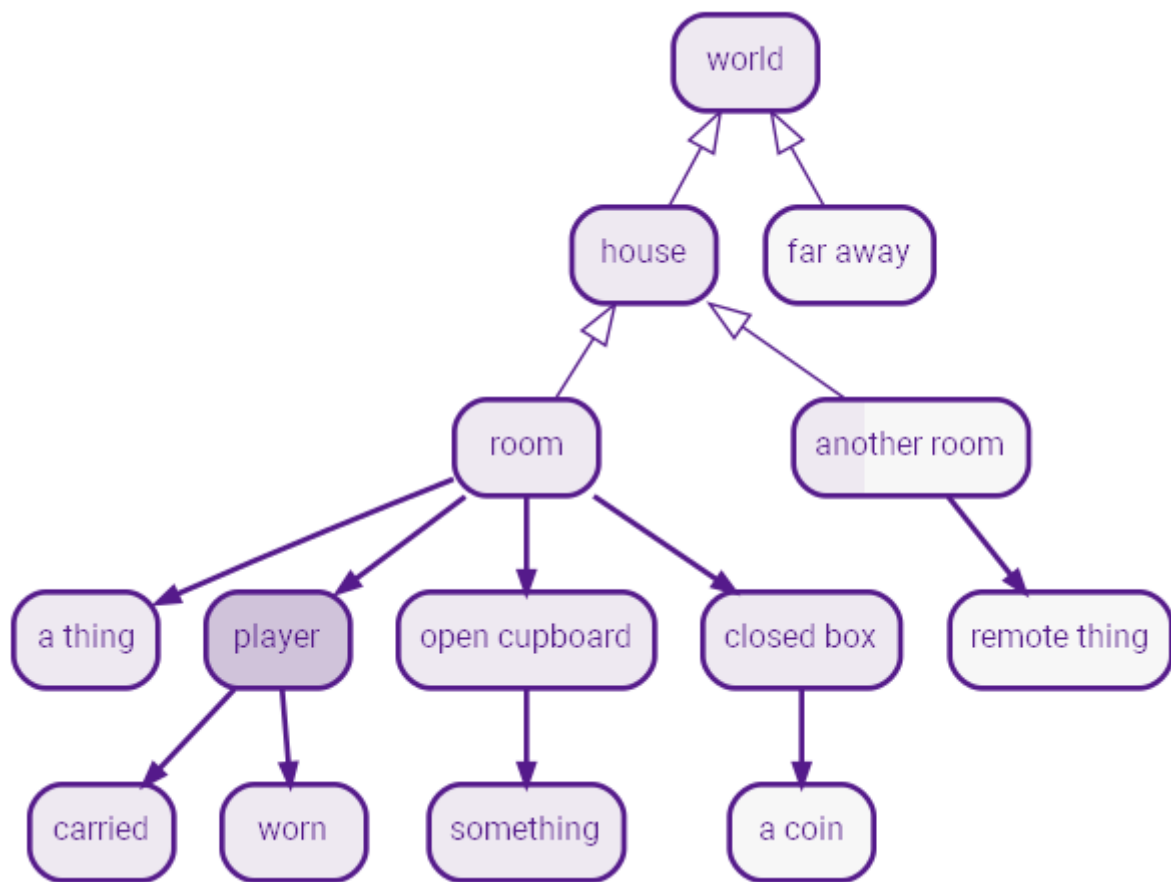 world
house
far away
room
another room
a thing
player
open cupboard
closed box
remote thing
carried
worn
something
a coin